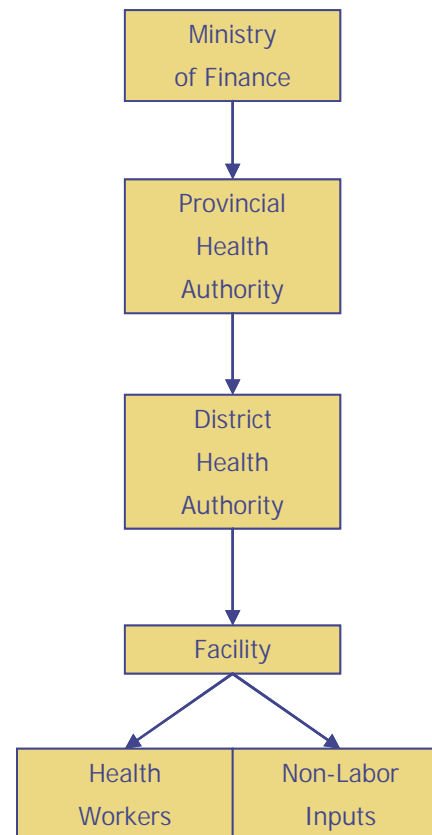 Ministry
of Finance
Provincial
Health
Authority
District
Health
Authority
Facility
Health
Workers
Non-Labor
Inputs